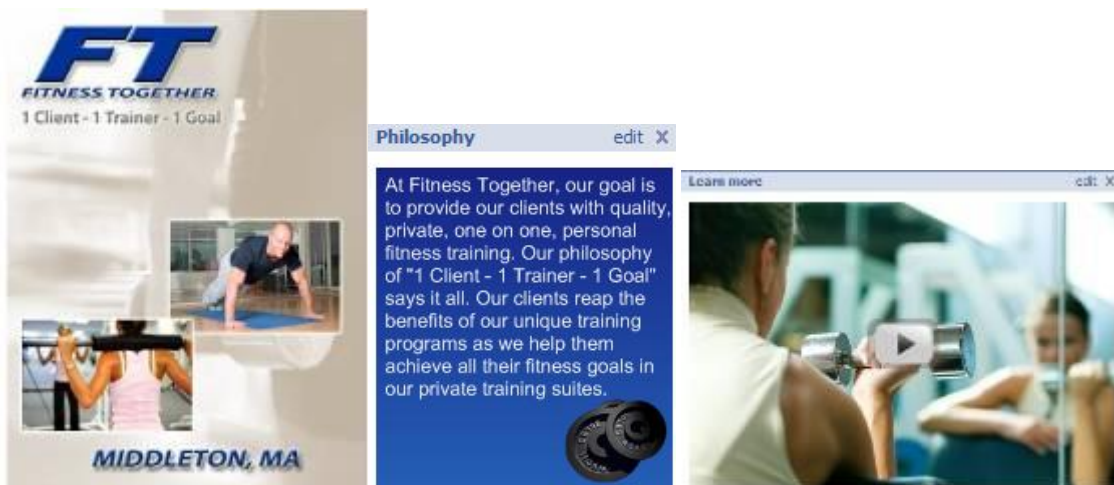 FT
FITNESS TOGETHER
1 Client - 1 Trainer - 1 Goal
MIDDLETON, MA
Philosophy
edit X
At Fitness Together, our goal is
to provide our clients with quality,
private, one on one, personal
fitness training. Our philosophy
of "1 Client - 1 Trainer - 1 Goal"
says it all. Our clients reap the
benefits of our unique training
programs as we help them
achieve all their fitness goals in
our private training suites.
Learn more
edit X